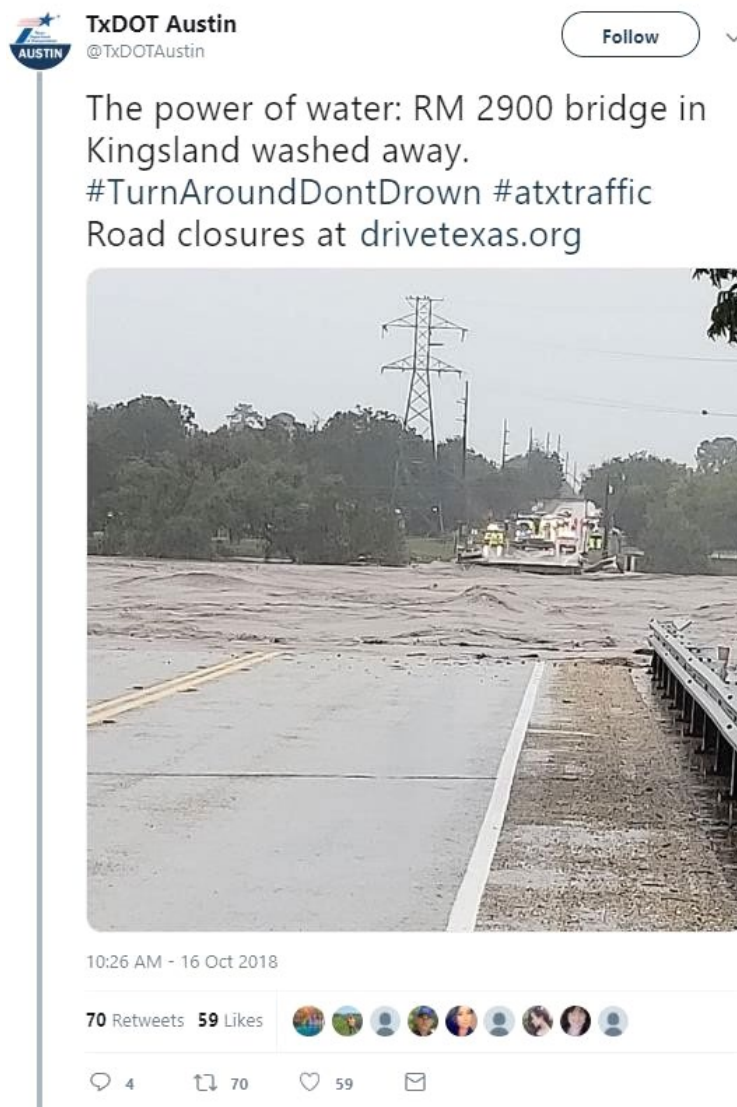 AUSTIN
TxDOT Austin
@TxDOTAustin
Follow
The power of water: RM 2900 bridge in
Kingsland washed away.
#TurnAroundDontDrown #atxtraffic
Road closures at drivetexas.org
10:26 AM - 16 Oct 2018
70 Retweets 59 Likes
4 70 59